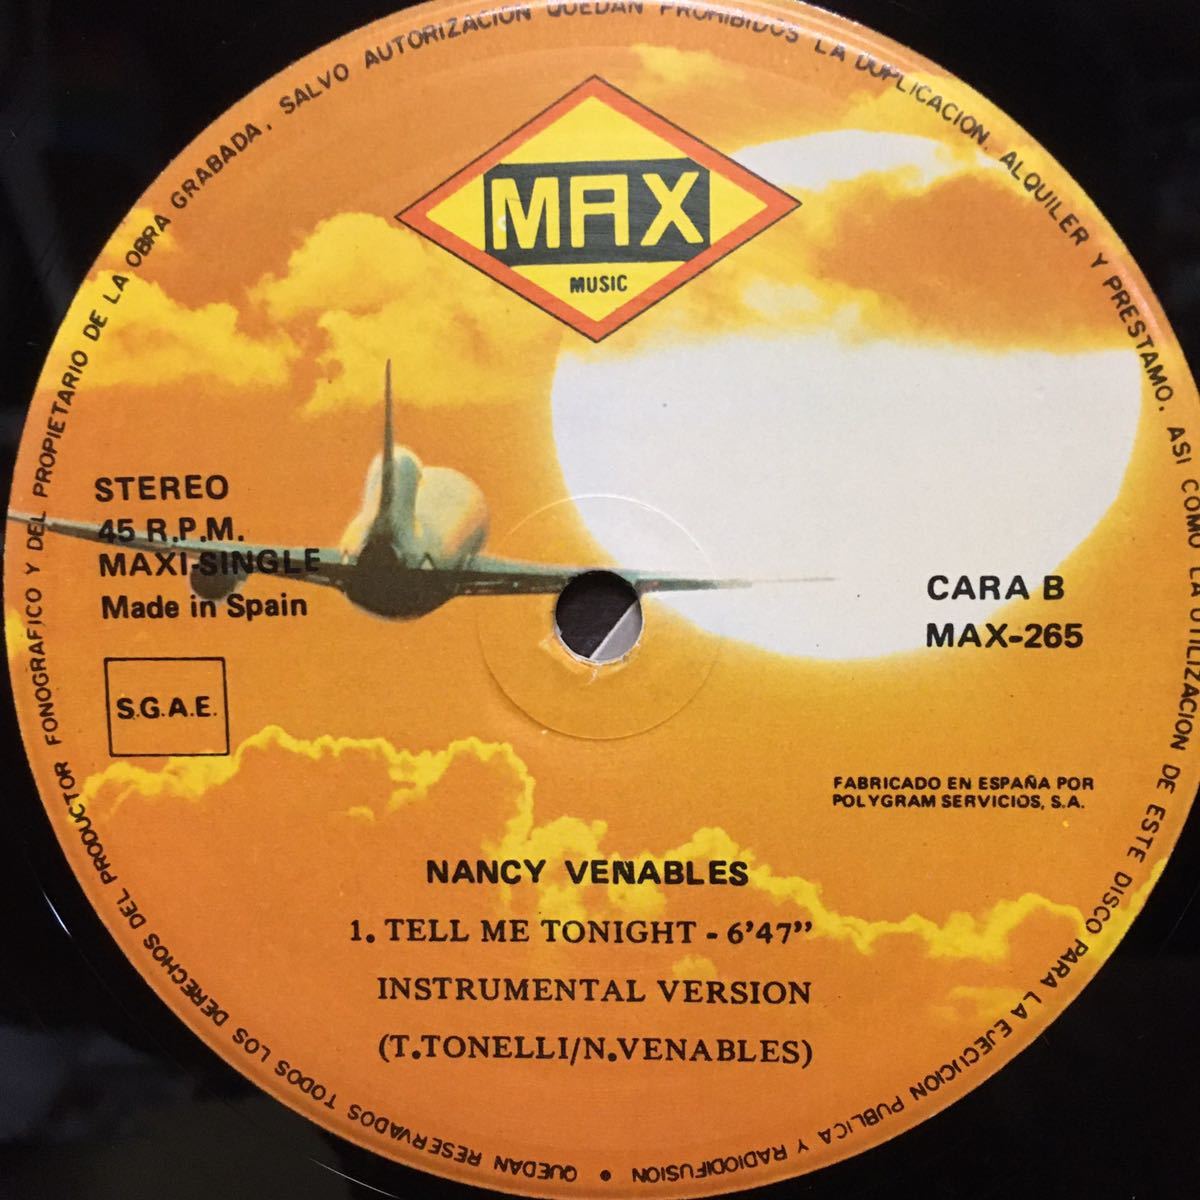 MAX
MUSIC
STEREO
45 R.P.M.
MAXI-SINGLE
Made in Spain
S.G.A.E.
CARA B
MAX-265
FABRICADO EN ESPAÑA POR
POLYGRAM SERVICIOS, S.A.
NANCY VENABLES
1. TELL ME TONIGHT - 6'47"
INSTRUMENTAL VERSION
(T.TONELLI/N.VENABLES)
• QUEDAN RESERVADOS TODOS LOS DERECHOS DEL PRODUCTOR FONOGRAFICO Y DEL PROPIETARIO DE LA OBRA GRABADA. SALVO AUTORIZACION QUEDAN PROHIBIDOS LA DUPLICACION. ALQUILER Y PRESTAMO. ASI COMO LA UTILIZACION DE ESTE DISCO PARA LA EJECUCION PUBLICA Y RADIODIFUSION